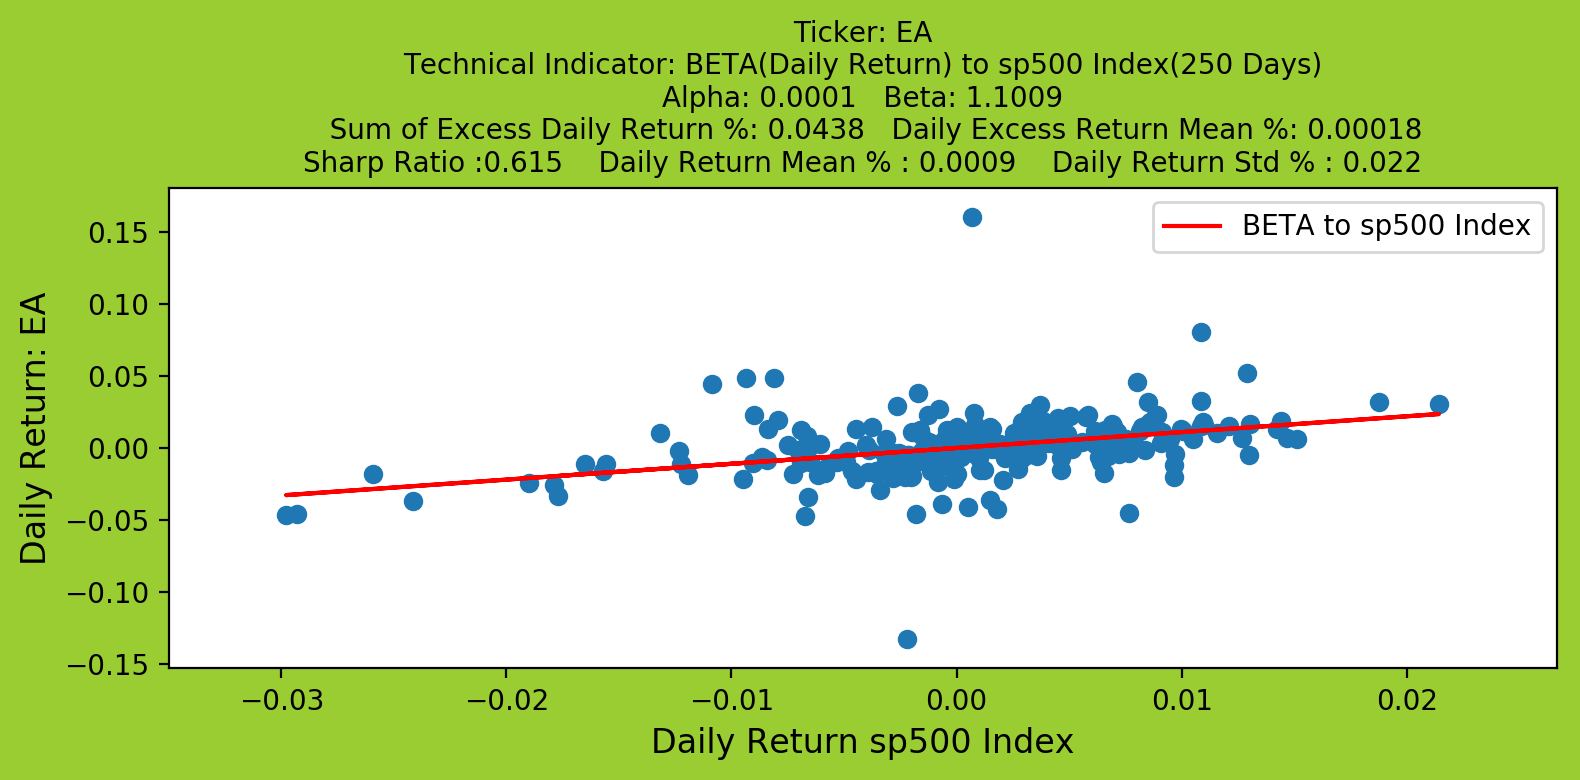 Ticker: EA
Technical Indicator: BETA(Daily Return) to sp500 Index(250 Days)
Alpha: 0.0001 Beta: 1.1009
Sum of Excess Daily Return %: 0.0438 Daily Excess Return Mean %: 0.00018
Sharp Ratio :0.615 Daily Return Mean % : 0.0009 Daily Return Std % : 0.022
BETA to sp500 Index
Daily Return: EA
0.15
0.10
0.05
0.00
−0.05
−0.10
−0.15
−0.03 −0.02 −0.01 0.00 0.01 0.02
Daily Return sp500 Index